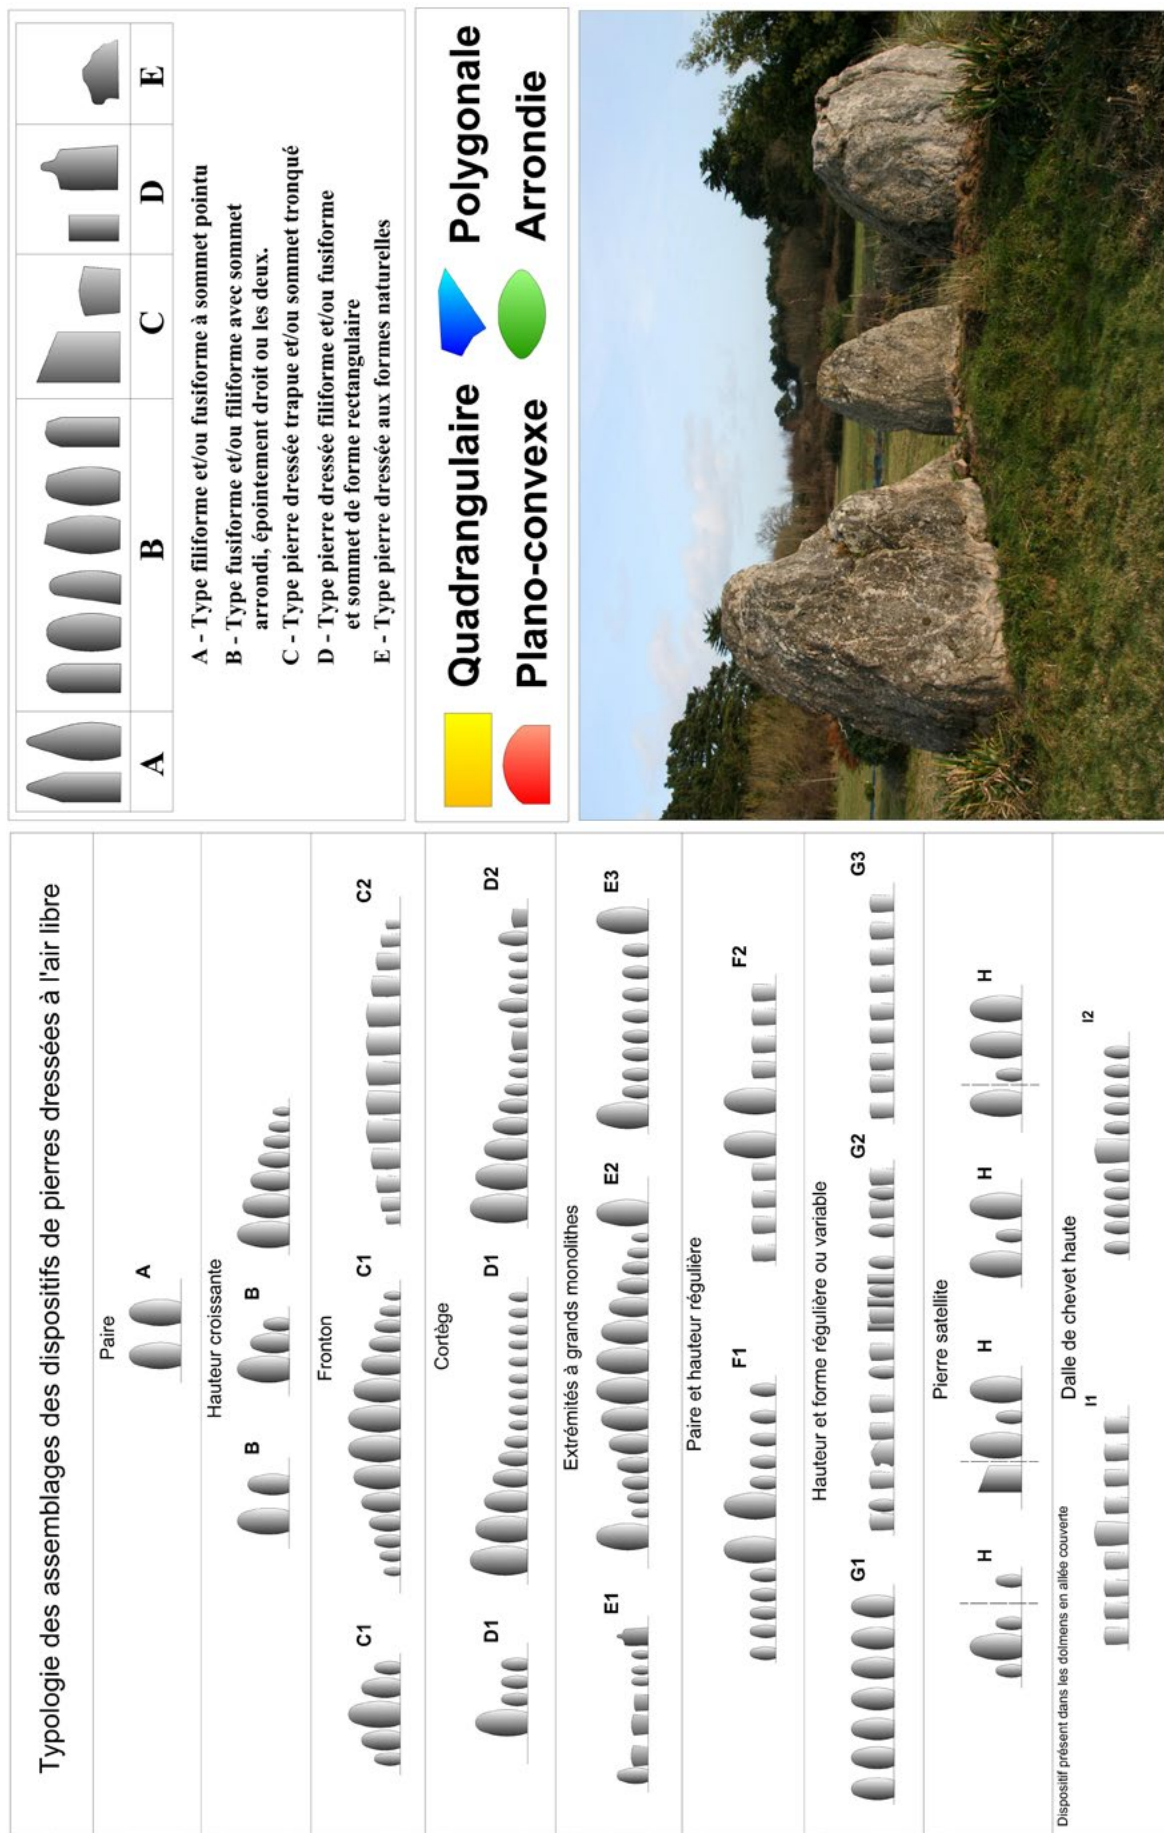 Typologie des assemblages des dispositifs de pierres dressées à l'air libre
Paire
A
Hauteur croissante
B
B
B
Fronton
C1
C1
C2
Cortège
D1
D1
D2
Extrémités à grands monolithes
E1
E2
E3
Paire et hauteur régulière
F1
F2
Hauteur et forme régulière ou variable
G1
G2
G3
Pierre satellite
H
H
H
H
Dalle de chevet haute
Dispositif présent dans les dolmens en allée couverte
I1
I2
A
B
C
D
E
A - Type filiforme et/ou fusiforme à sommet pointu
B - Type fusiforme et/ou filiforme avec sommet
arrondi, épointement droit ou les deux.
C - Type pierre dressée trapue et/ou sommet tronqué
D - Type pierre dressée filiforme et/ou fusiforme
et sommet de forme rectangulaire
E - Type pierre dressée aux formes naturelles
Quadrangulaire
Polygonale
Plano-convexe
Arrondie